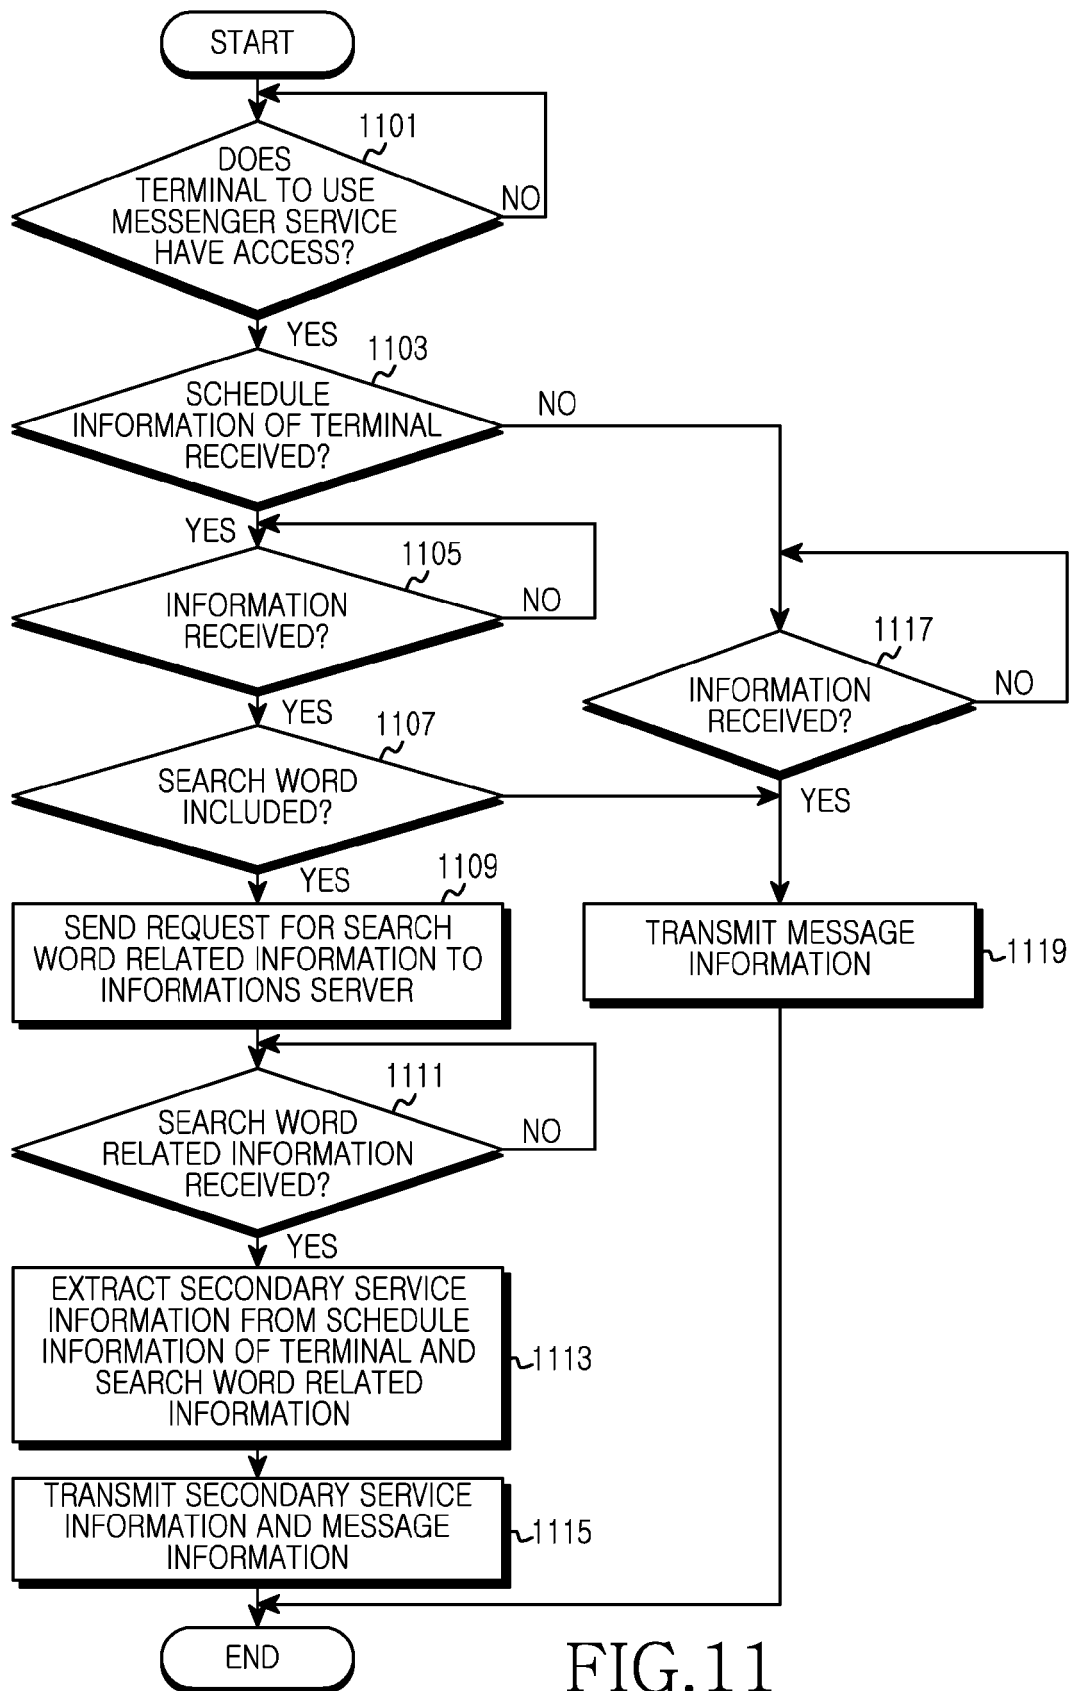 START
1101
DOES
TERMINAL TO USE
MESSENGER SERVICE
HAVE ACCESS?
NO
YES
1103
SCHEDULE
INFORMATION OF TERMINAL
RECEIVED?
NO
YES
1105
INFORMATION
RECEIVED?
NO
YES
1117
INFORMATION
RECEIVED?
NO
YES
1107
SEARCH WORD
INCLUDED?
YES
1109
SEND REQUEST FOR SEARCH
WORD RELATED INFORMATION TO
INFORMATIONS SERVER
TRANSMIT MESSAGE
INFORMATION
1119
1111
SEARCH WORD
RELATED INFORMATION
RECEIVED?
NO
YES
EXTRACT SECONDARY SERVICE
INFORMATION FROM SCHEDULE
INFORMATION OF TERMINAL AND
SEARCH WORD RELATED
INFORMATION
1113
TRANSMIT SECONDARY SERVICE
INFORMATION AND MESSAGE
INFORMATION
1115
END
FIG.11